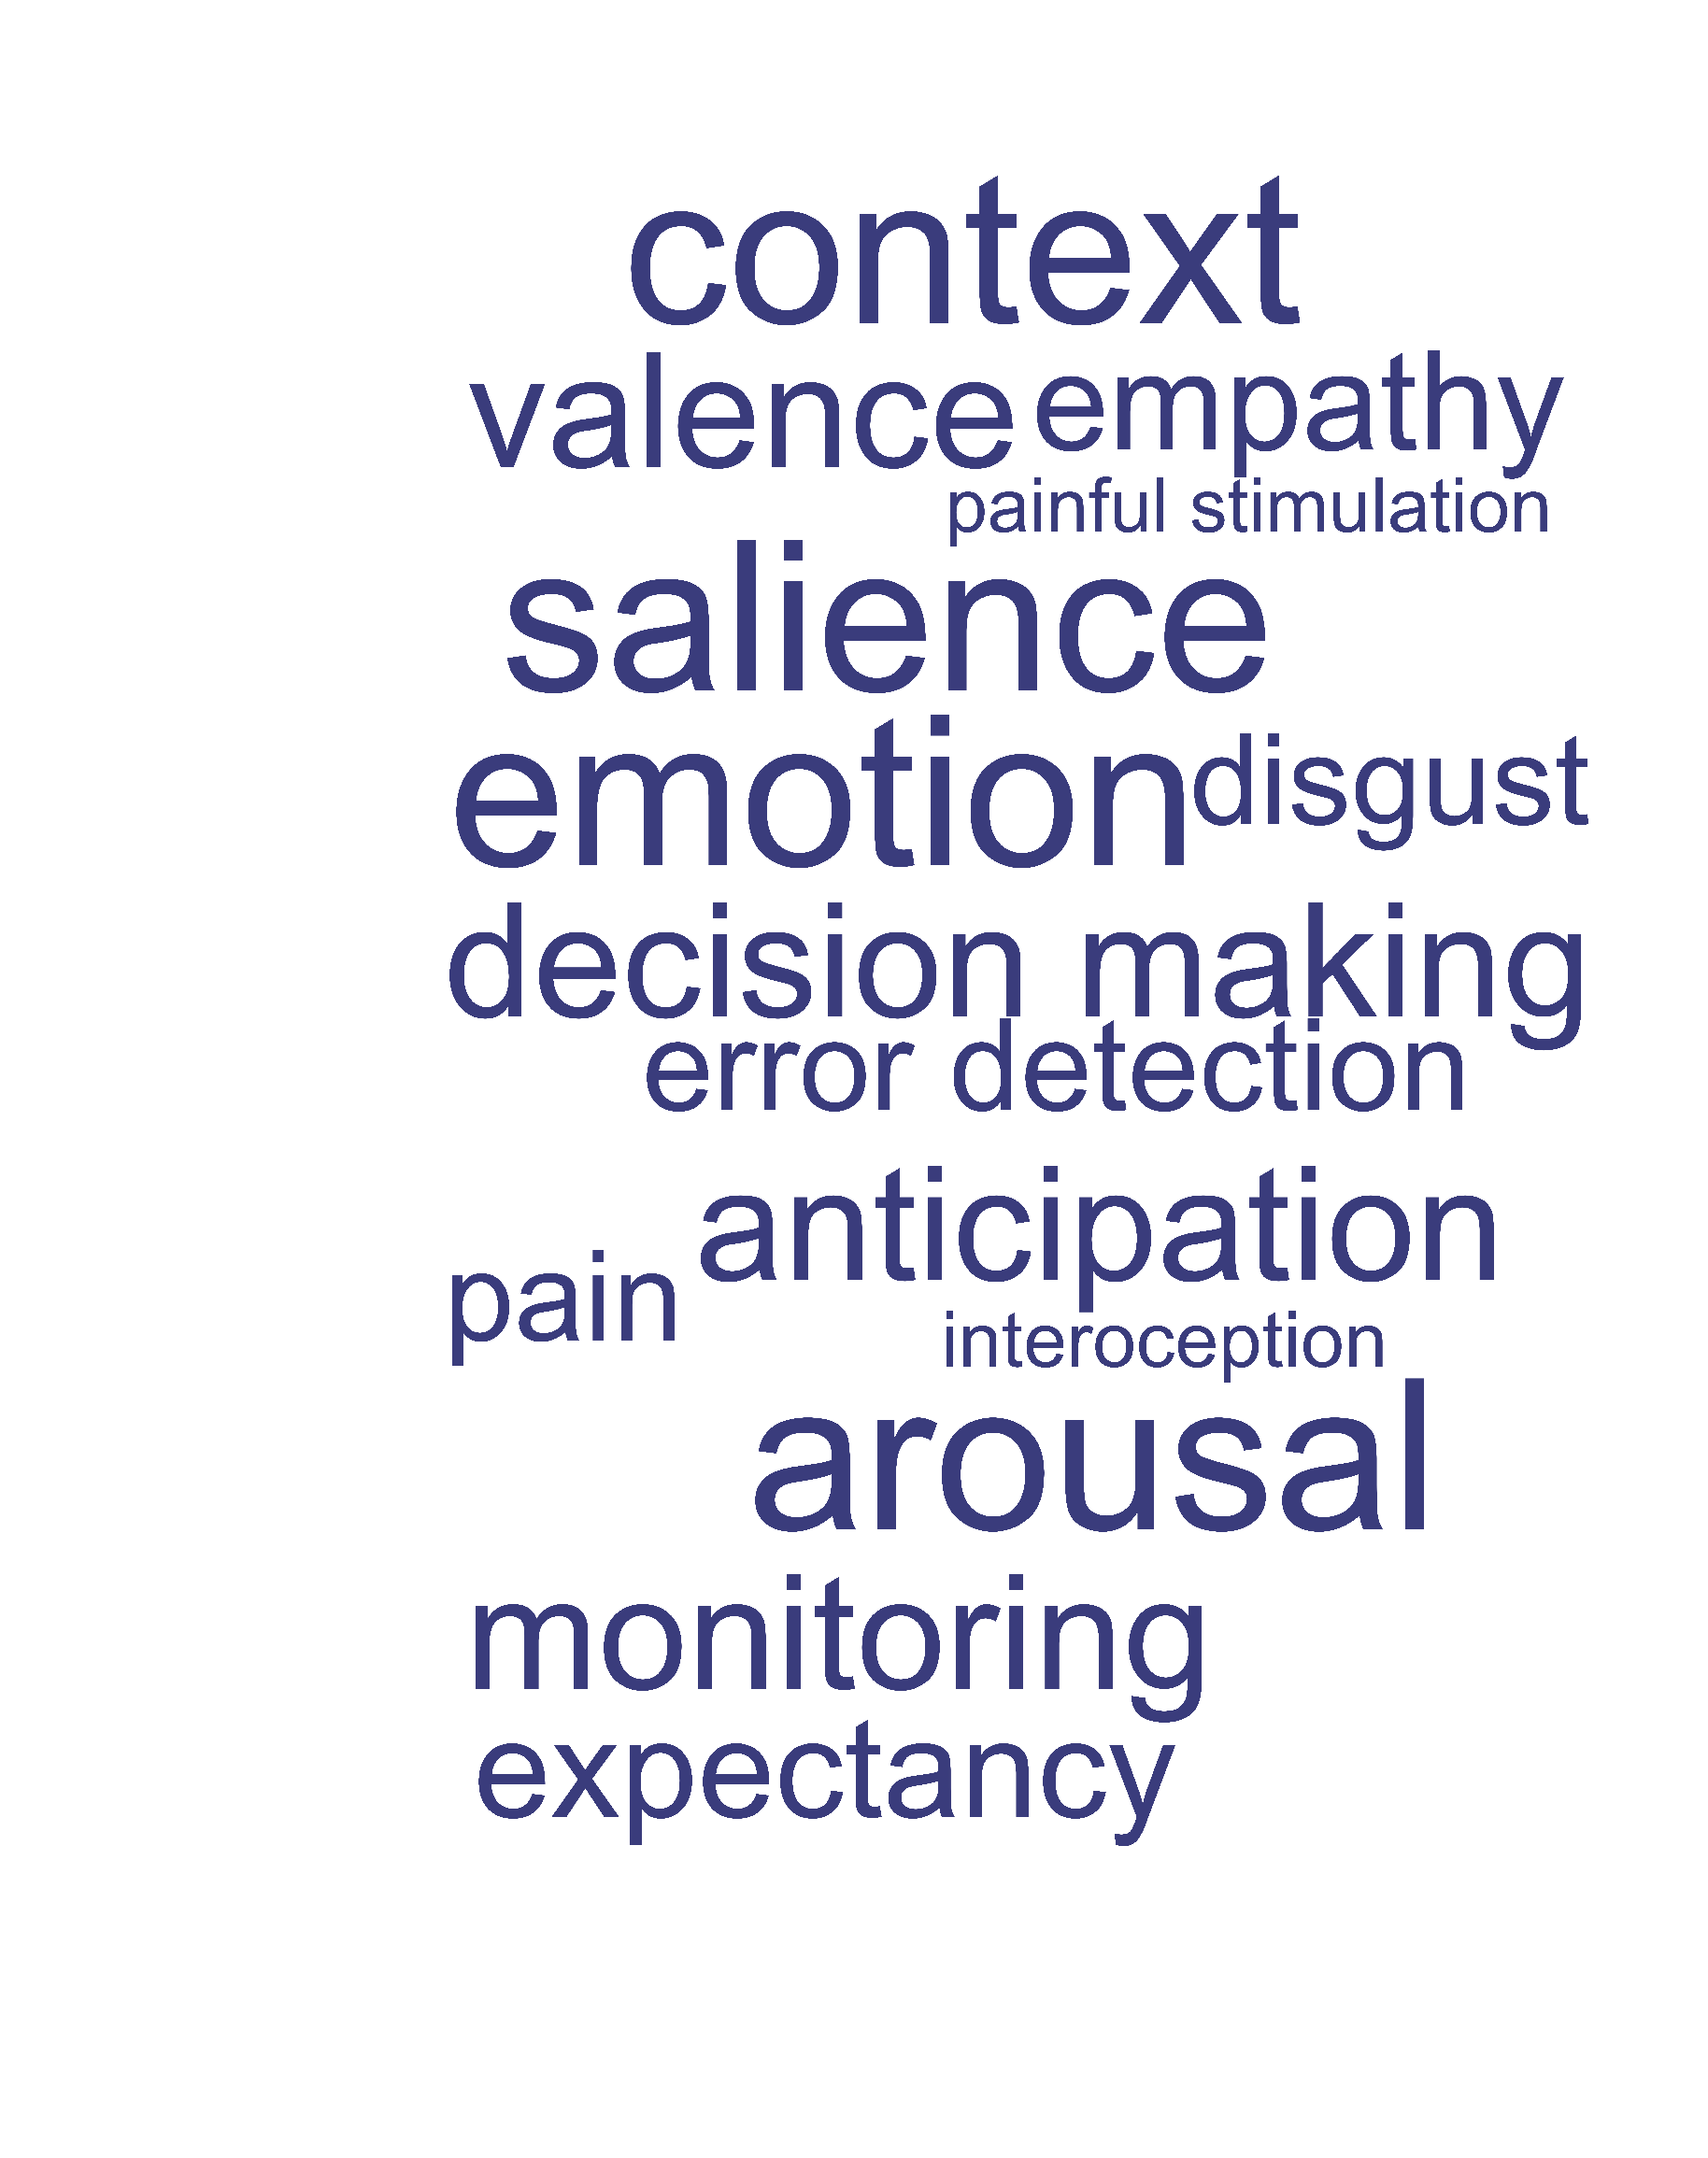 context
valence empathy
painful stimulation
salience
emotion disgust
decision making
error detection
anticipation
pain
interoception
arousal
monitoring
expectancy